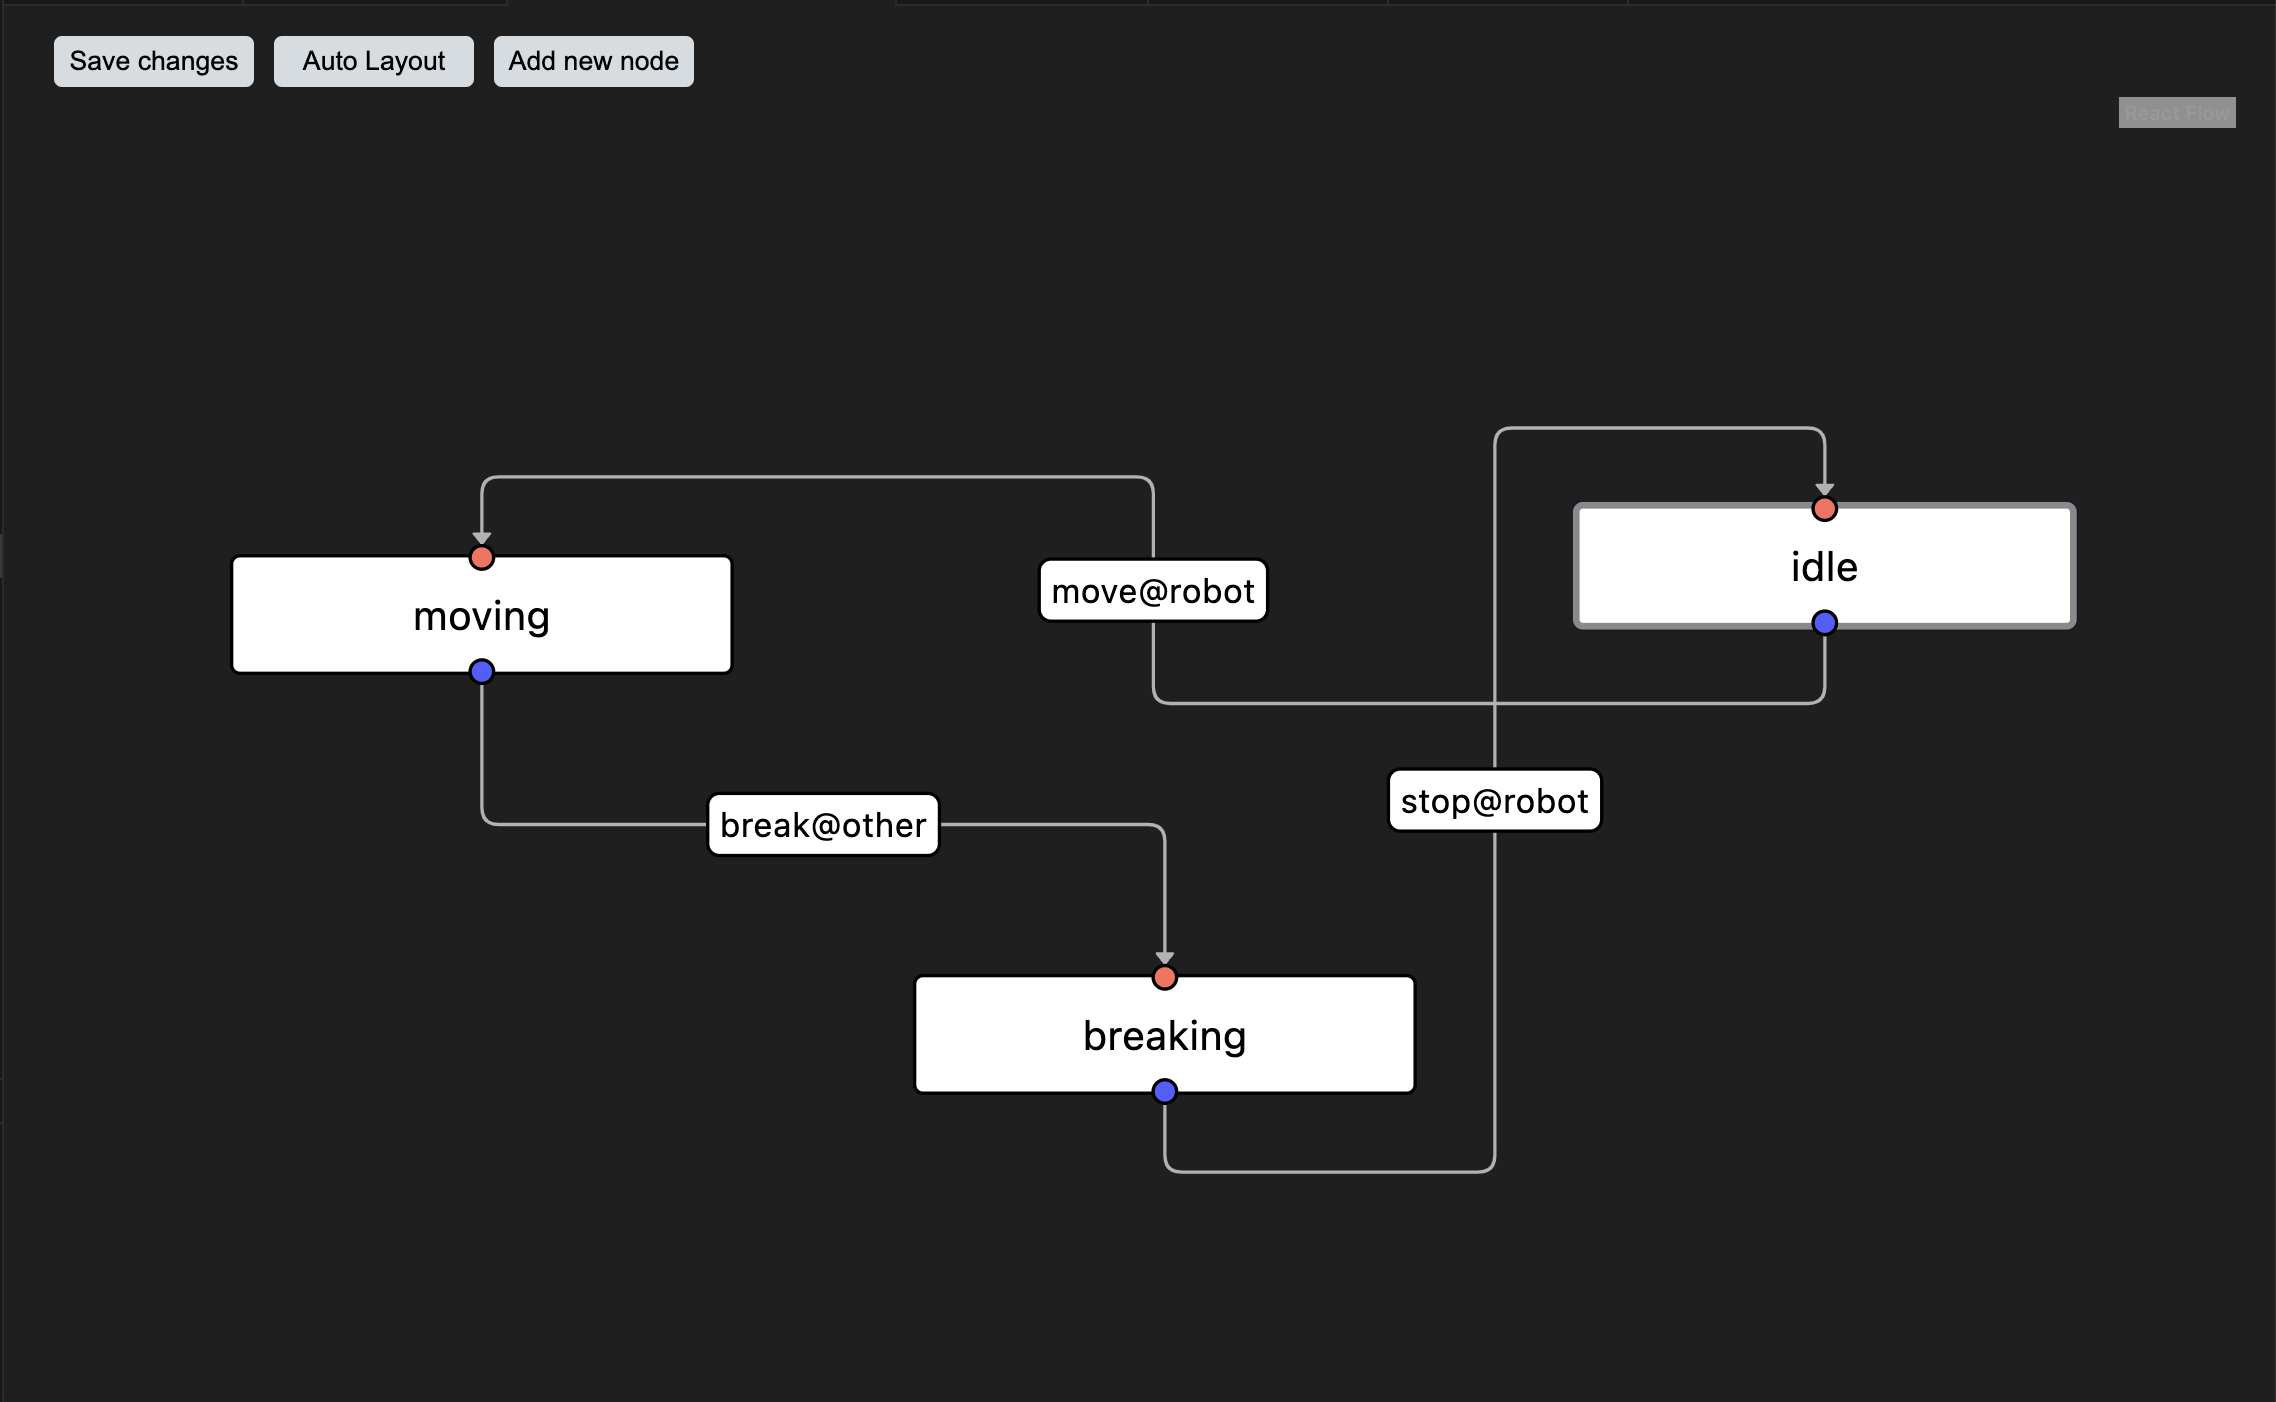 Save changes
Auto Layout
Add new node
React Flow
idle
move@robot
moving
stop@robot
break@other
breaking